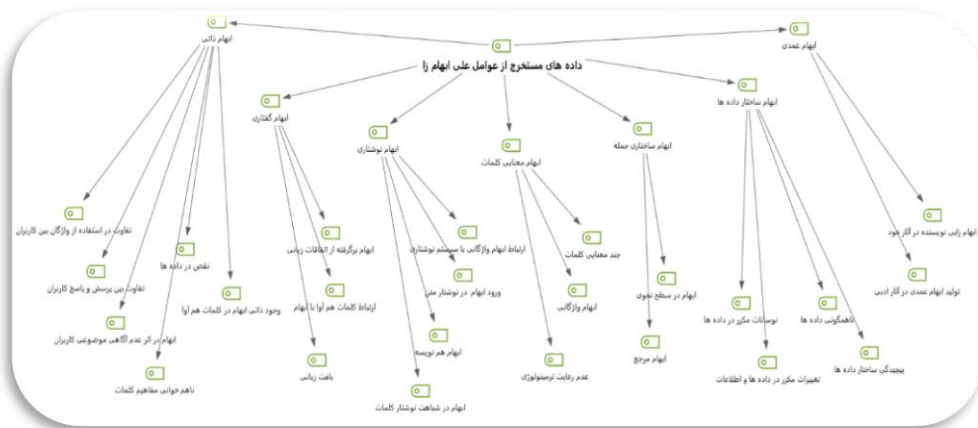 داده های مستخرج از عوامل علی ابهام زا
ابهام عمدی
ابهام زایی نویسنده در آثار خود
تولید ابهام عمدی در آثار ادبی
ابهام ساختار داده ها
ناهمگونی داده ها
نوسانات مکرر در داده ها
پیچیدگی ساختار داده ها
تغییرات مکرر در داده ها و اطلاعات
ابهام ساختاری جمله
ابهام در سطح نحوی
ابهام مرجع
ابهام معنایی کلمات
چند معنایی کلمات
ابهام واژگانی
عدم رعایت ترمینولوژی
ابهام نوشتاری
ارتباط ابهام واژگانی با سیستم نوشتاری
ورود ابهام در نوشتار متن
ابهام هم نویسه
ابهام در شباهت نوشتار کلمات
ابهام گفتاری
ابهام برگرفته از اتفاقات زبانی
ارتباط کلمات هم آوا با ابهام
بافت زبانی
ابهام ذاتی
تفاوت در استفاده از واژگان بین کاربران
نقص در داده ها
تفاوت بین پرسش و پاسخ کاربران
وجود ذاتی ابهام در کلمات هم آوا
ابهام در اثر عدم آگاهی موضوعی کاربران
ناهم خوانی مفاهیم کلمات